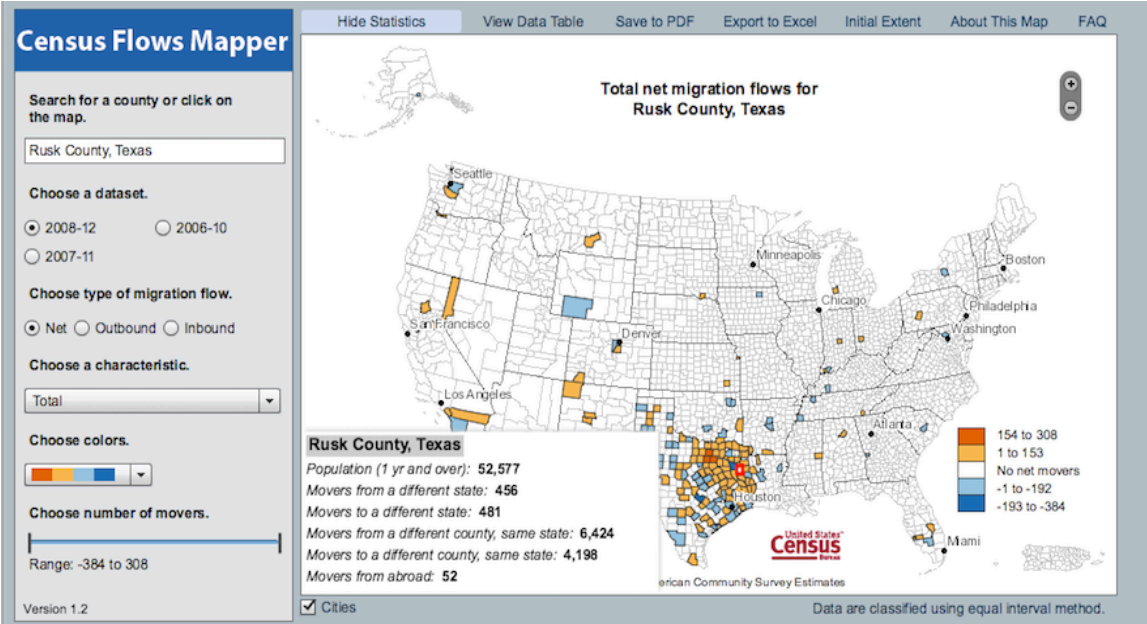 Census Flows Mapper
Search for a county or click on
the map.
Rusk County, Texas
Choose a dataset.
2008-12
2006-10
2007-11
Choose type of migration flow.
Net
Outbound
Inbound
Choose a characteristic.
Total
Choose colors.
Choose number of movers.
Range: -384 to 308
Version 1.2
Hide Statistics
View Data Table
Save to PDF
Export to Excel
Initial Extent
About This Map
FAQ
Total net migration flows for
Rusk County, Texas
+
−
Seattle
Minneapolis
Boston
Chicago
Philadelphia
San Francisco
Washington
Denver
Los Angeles
Atlanta
Houston
Miami
Rusk County, Texas
Population (1 yr and over): 52,577
Movers from a different state: 456
Movers to a different state: 481
Movers from a different county, same state: 6,424
Movers to a different county, same state: 4,198
Movers from abroad: 52
154 to 308
1 to 153
No net movers
-1 to -192
-193 to -384
United States®
Census
Bureau
erican Community Survey Estimates
Cities
Data are classified using equal interval method.